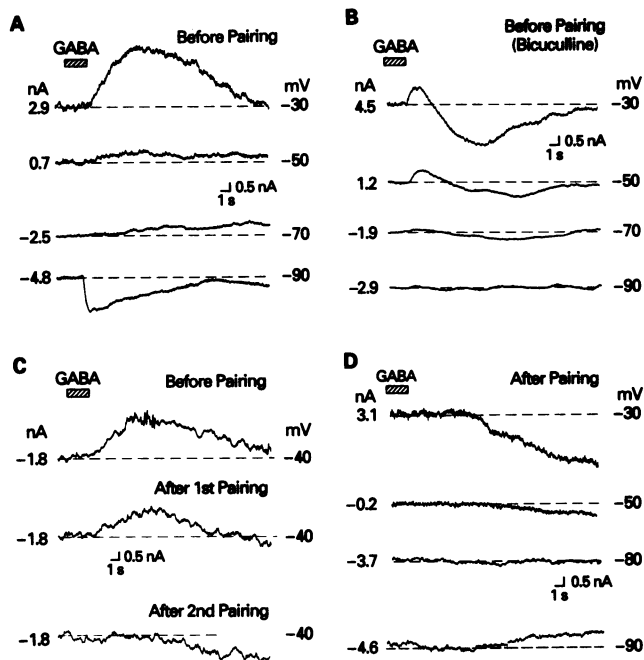 A
GABA
Before Pairing
nA
mV
2.9
−30
0.7
−50
0.5 nA
1 s
−2.5
−70
−4.8
−90
B
Before Pairing
(Bicuculline)
GABA
nA
mV
4.5
−30
0.5 nA
1 s
1.2
−50
−1.9
−70
−2.9
−90
C
GABA
Before Pairing
nA
mV
−1.8
−40
After 1st Pairing
−1.8
−40
0.5 nA
1 s
After 2nd Pairing
−1.8
−40
D
GABA
After Pairing
nA
mV
3.1
−30
−0.2
−50
−3.7
−80
0.5 nA
1 s
−4.6
−90